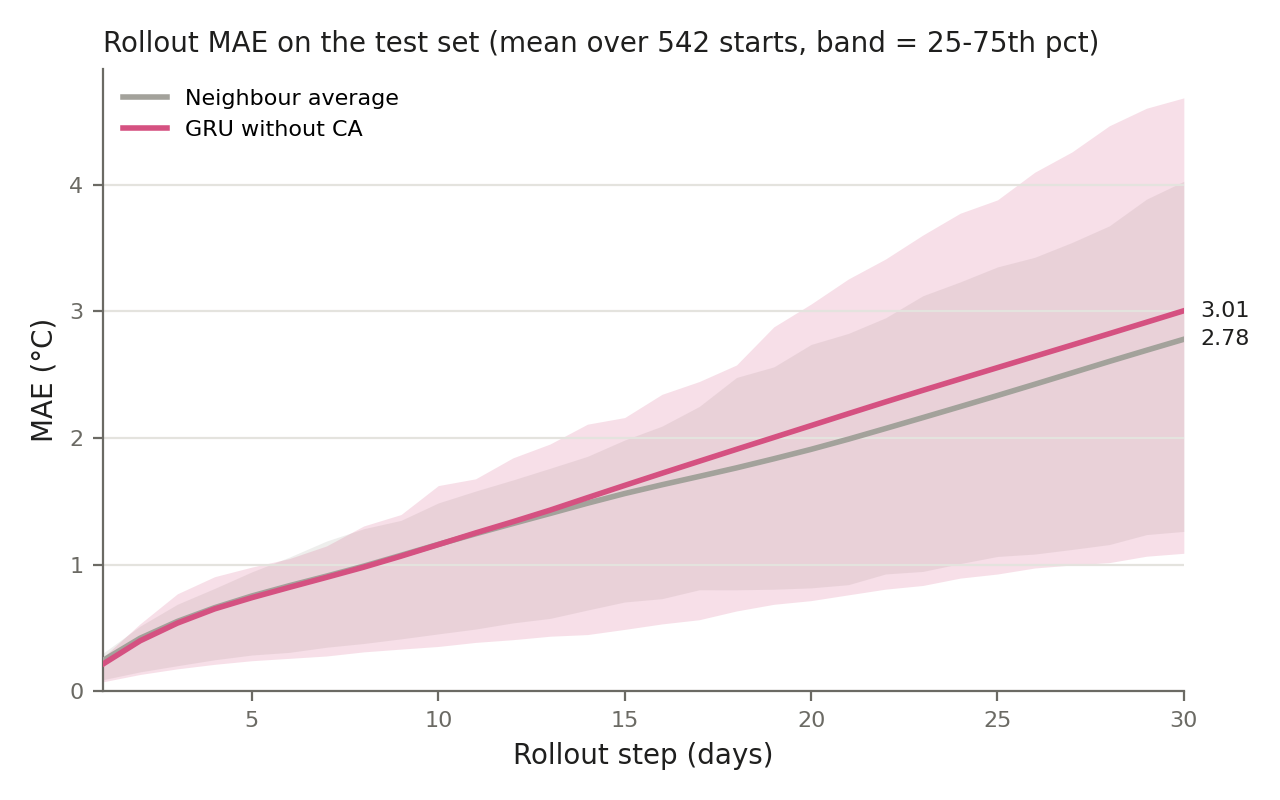 Rollout MAE on the test set (mean over 542 starts, band = 25-75th pct)
Neighbour average
GRU without CA
MAE (°C)
4
3
2
1
0
3.01
2.78
5
10
15
20
25
30
Rollout step (days)